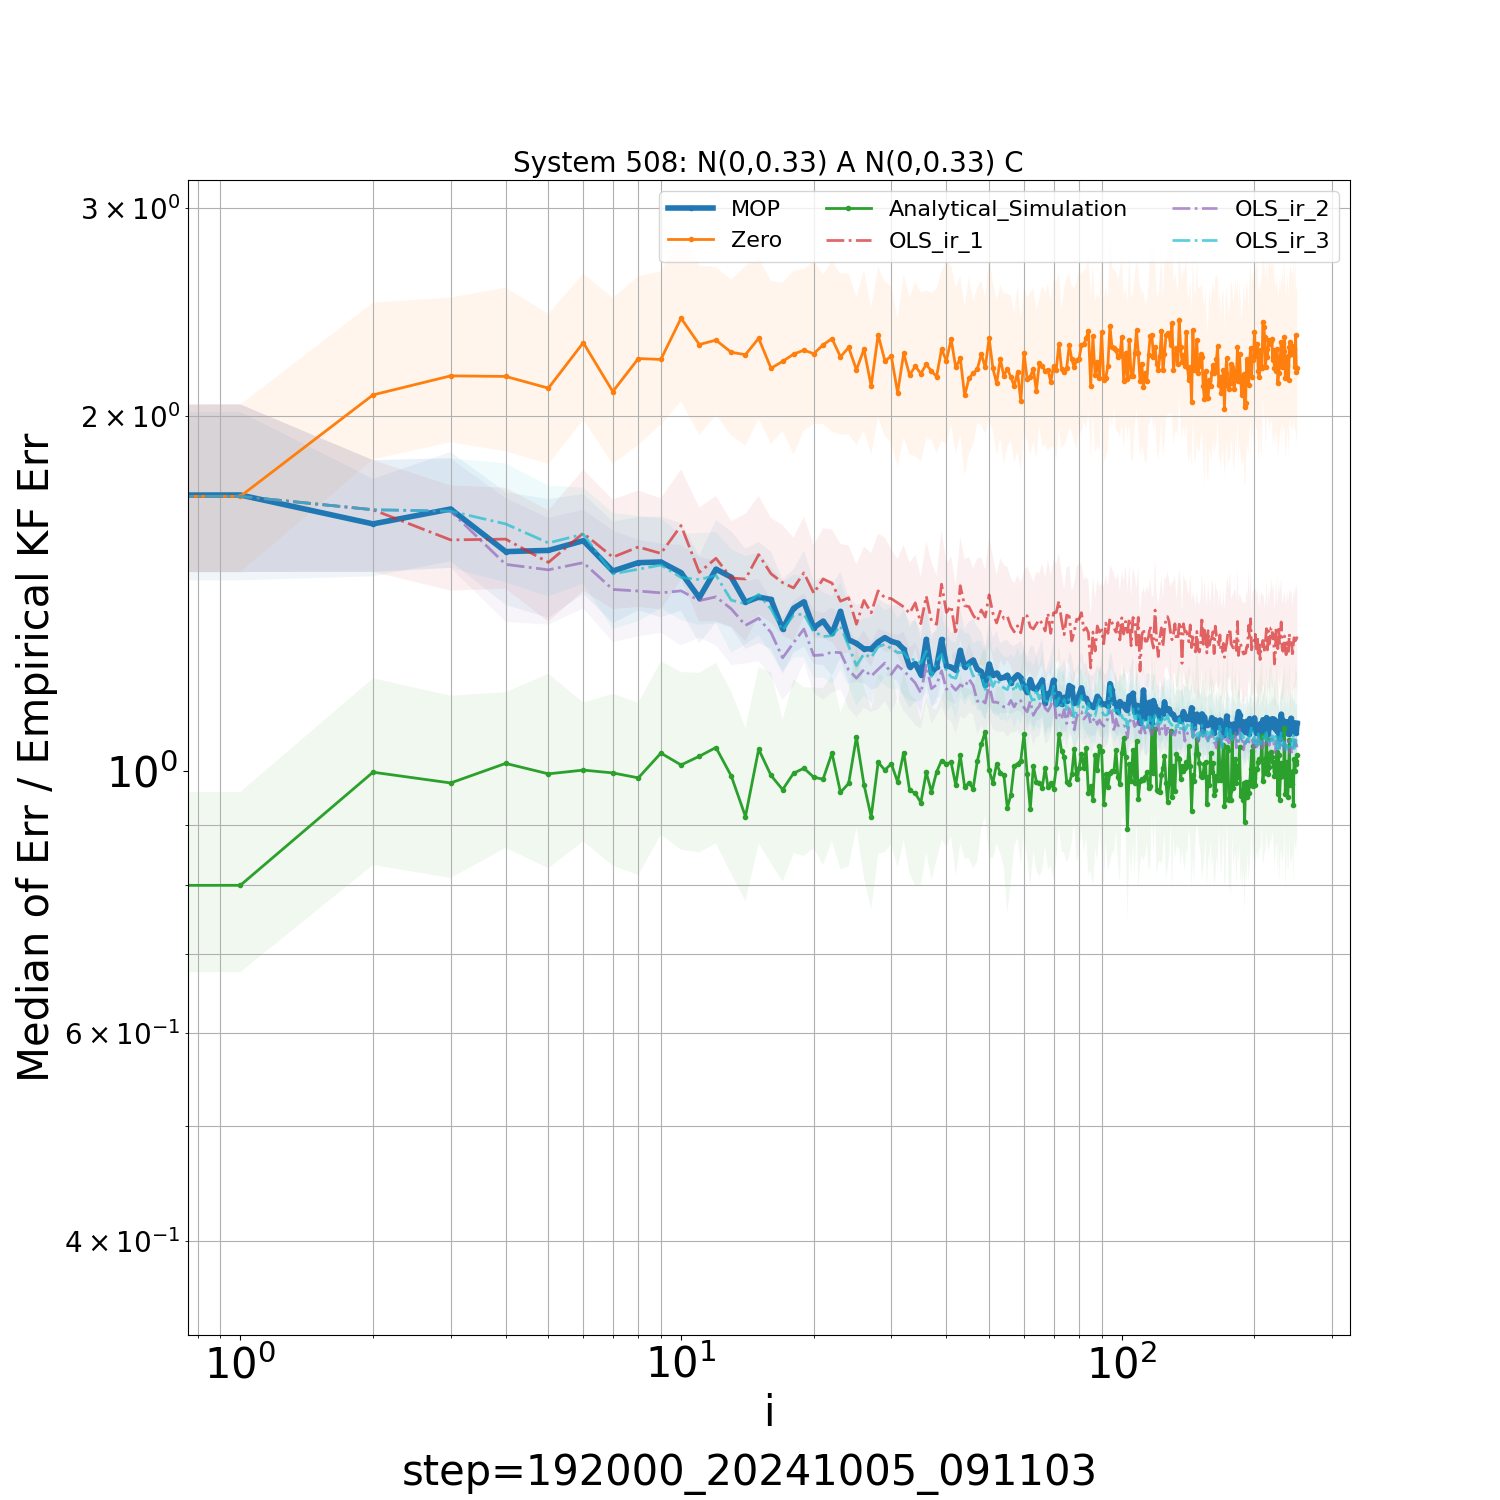 System 508: N(0,0.33) A N(0,0.33) C
MOP
Zero
Analytical_Simulation
OLS_ir_1
OLS_ir_2
OLS_ir_3
Median of Err / Empirical KF Err
3 × 10⁰
2 × 10⁰
10⁰
6 × 10⁻¹
4 × 10⁻¹
10⁰ 10¹ 10²
i
step=192000_20241005_091103